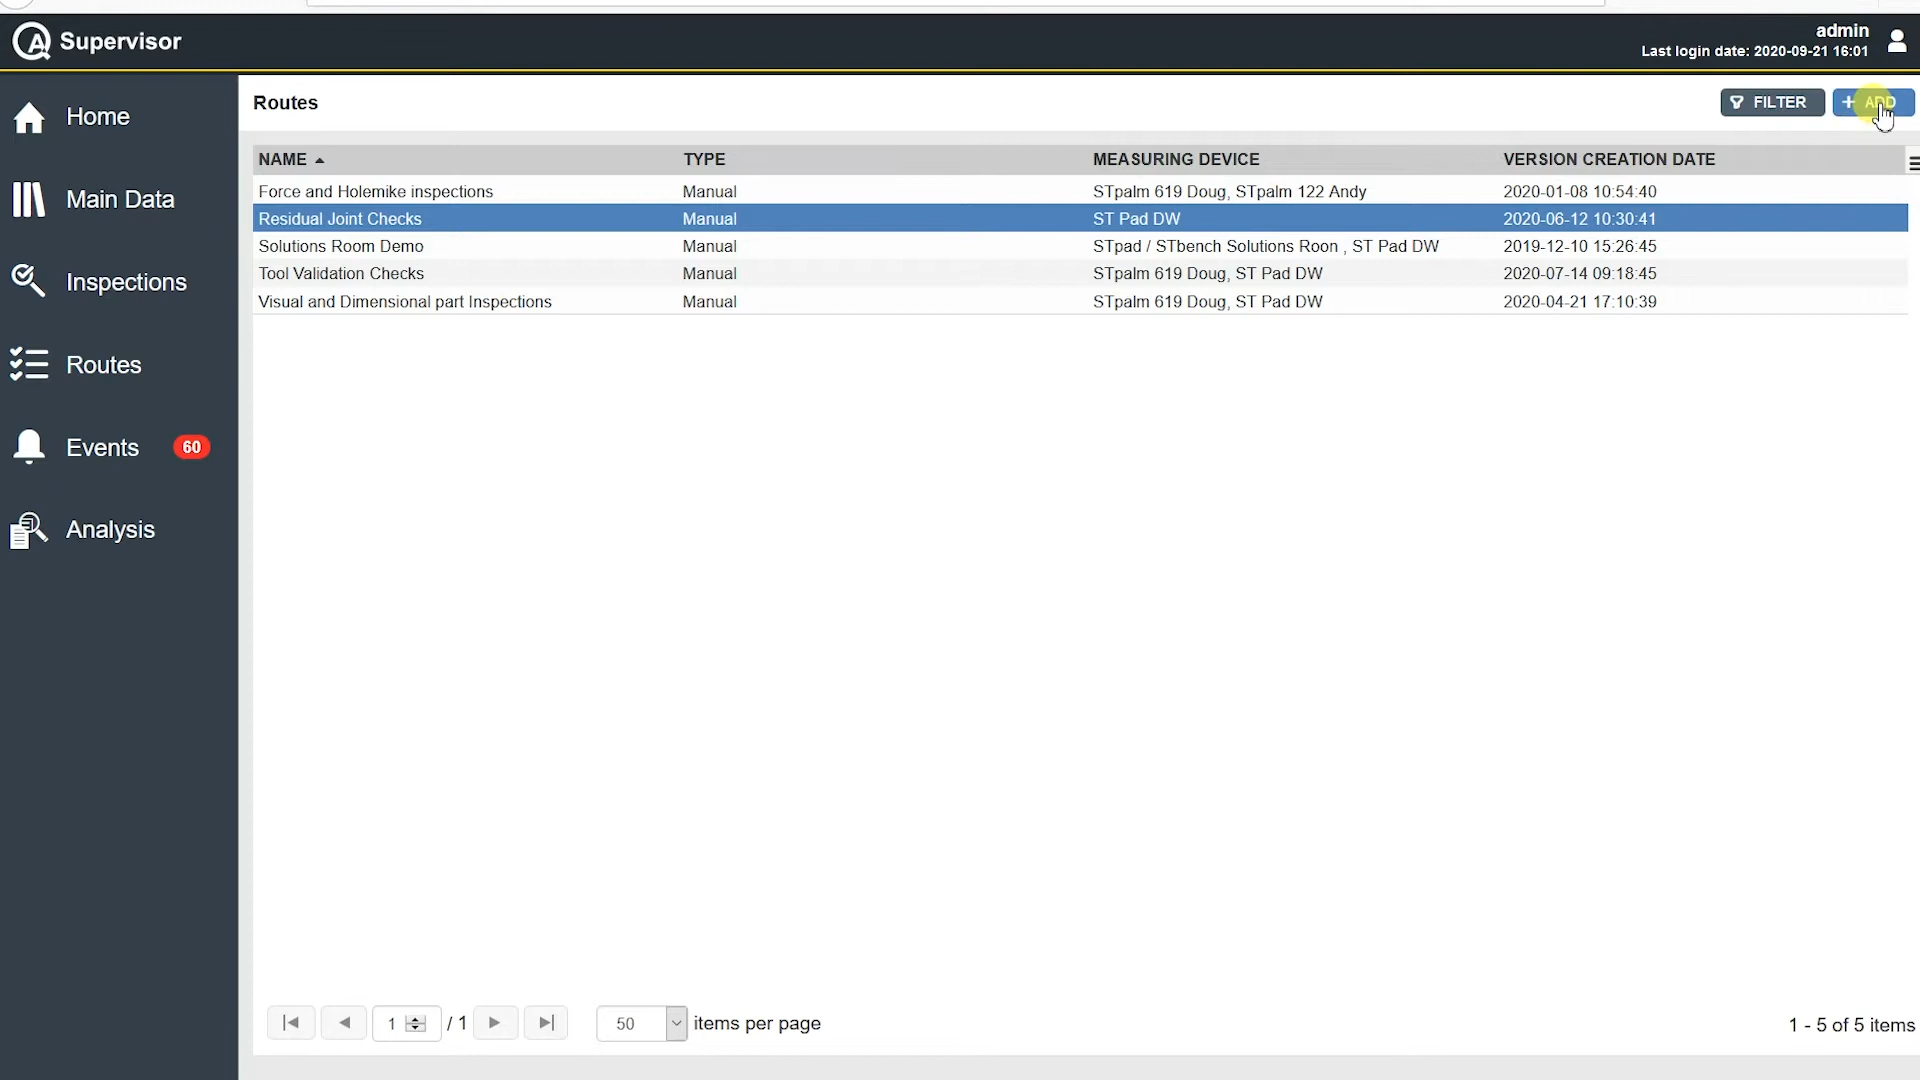 Supervisor
admin
Last login date: 2020-09-21 16:01
Home
Main Data
Inspections
Routes
Events 60
Analysis
Routes
FILTER
+ ADD
NAME TYPE MEASURING DEVICE VERSION CREATION DATE
Force and Holemike inspections Manual STpalm 619 Doug, STpalm 122 Andy 2020-01-08 10:54:40
Residual Joint Checks Manual ST Pad DW 2020-06-12 10:30:41
Solutions Room Demo Manual STpad / STbench Solutions Roon , ST Pad DW 2019-12-10 15:26:45
Tool Validation Checks Manual STpalm 619 Doug, ST Pad DW 2020-07-14 09:18:45
Visual and Dimensional part Inspections Manual STpalm 619 Doug, ST Pad DW 2020-04-21 17:10:39
1 / 1 50 items per page 1 - 5 of 5 items